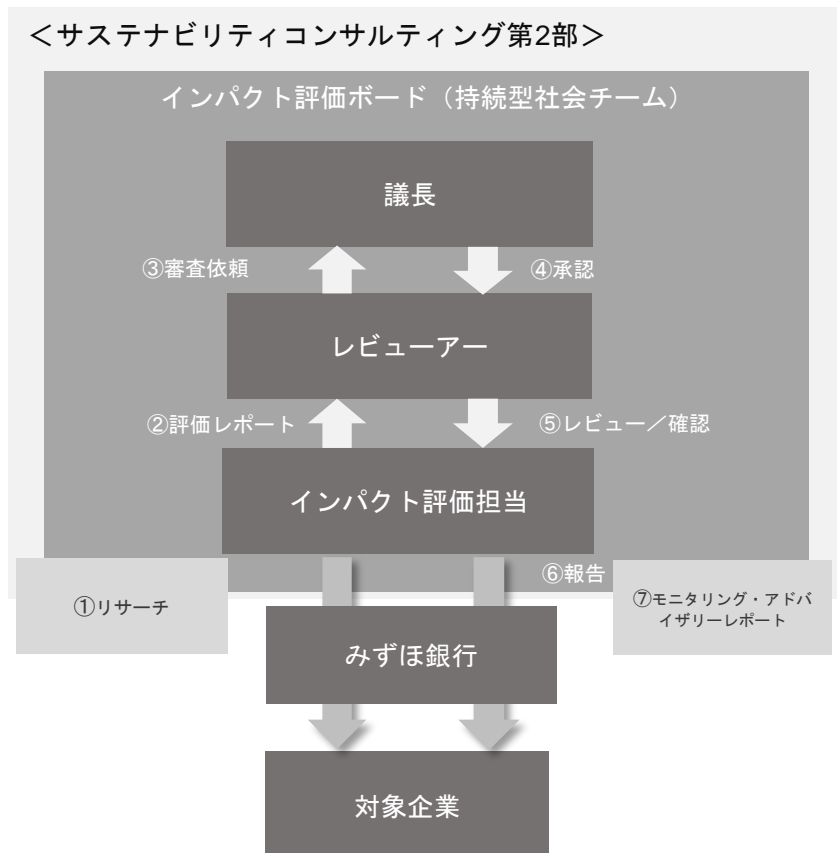 ＜サステナビリティコンサルティング第2部＞
インパクト評価ボード（持続型社会チーム）
議長
③審査依頼
④承認
レビューアー
②評価レポート
⑤レビュー／確認
インパクト評価担当
⑥報告
①リサーチ
⑦モニタリング・アドバ
イザリーレポート
みずほ銀行
対象企業